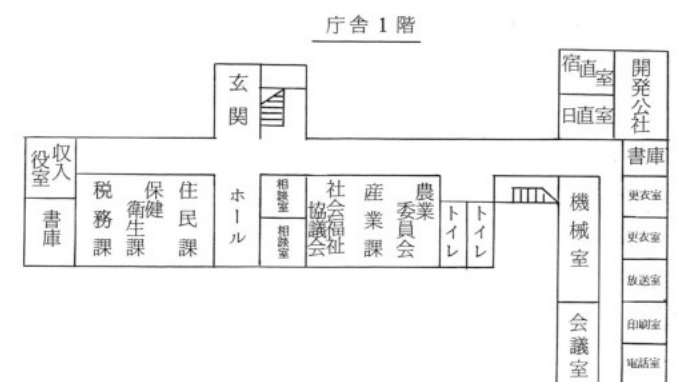 庁舎1階
玄関
宿直室
日直室
開発公社
収入役室
書庫
税務課
保健衛生課
住民課
ホール
相談室
相談室
社会福祉協議会
産業課
農業委員会
トイレ
トイレ
機械室
会議室
書庫
更衣室
更衣室
放送室
印刷室
電話室